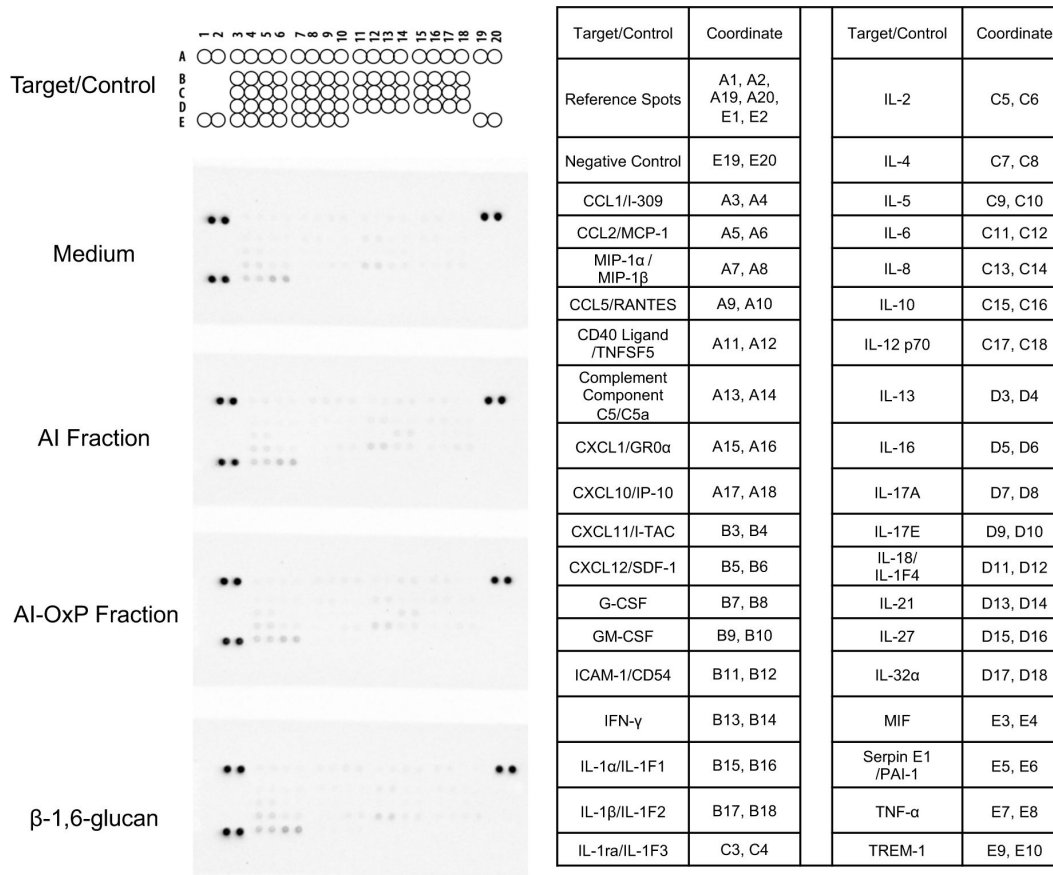 1 2 3 4 5 6 7 8 9 10 11 12 13 14 15 16 17 18 19 20
A
B
C
D
E
Target/Control
Medium
AI Fraction
AI-OxP Fraction
β-1,6-glucan
Target/Control Coordinate Target/Control Coordinate
Reference Spots A1, A2, A19, A20, E1, E2 IL-2 C5, C6
Negative Control E19, E20 IL-4 C7, C8
CCL1/I-309 A3, A4 IL-5 C9, C10
CCL2/MCP-1 A5, A6 IL-6 C11, C12
MIP-1α / MIP-1β A7, A8 IL-8 C13, C14
CCL5/RANTES A9, A10 IL-10 C15, C16
CD40 Ligand /TNFSF5 A11, A12 IL-12 p70 C17, C18
Complement Component C5/C5a A13, A14 IL-13 D3, D4
CXCL1/GR0α A15, A16 IL-16 D5, D6
CXCL10/IP-10 A17, A18 IL-17A D7, D8
CXCL11/I-TAC B3, B4 IL-17E D9, D10
CXCL12/SDF-1 B5, B6 IL-18/ IL-1F4 D11, D12
G-CSF B7, B8 IL-21 D13, D14
GM-CSF B9, B10 IL-27 D15, D16
ICAM-1/CD54 B11, B12 IL-32α D17, D18
IFN-γ B13, B14 MIF E3, E4
IL-1α/IL-1F1 B15, B16 Serpin E1 /PAI-1 E5, E6
IL-1β/IL-1F2 B17, B18 TNF-α E7, E8
IL-1ra/IL-1F3 C3, C4 TREM-1 E9, E10